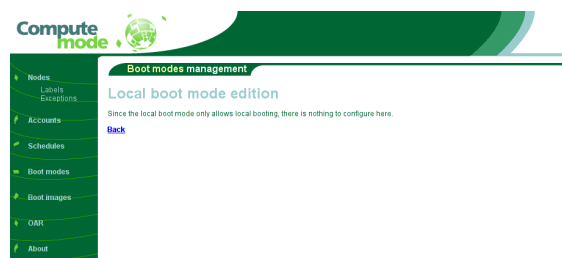 Compute
mode
Nodes
Labels
Exceptions
Accounts
Schedules
Boot modes
Boot images
OAR
About
Boot modes management
Local boot mode edition
Since the local boot mode only allows local booting, there is nothing to configure here.
Back